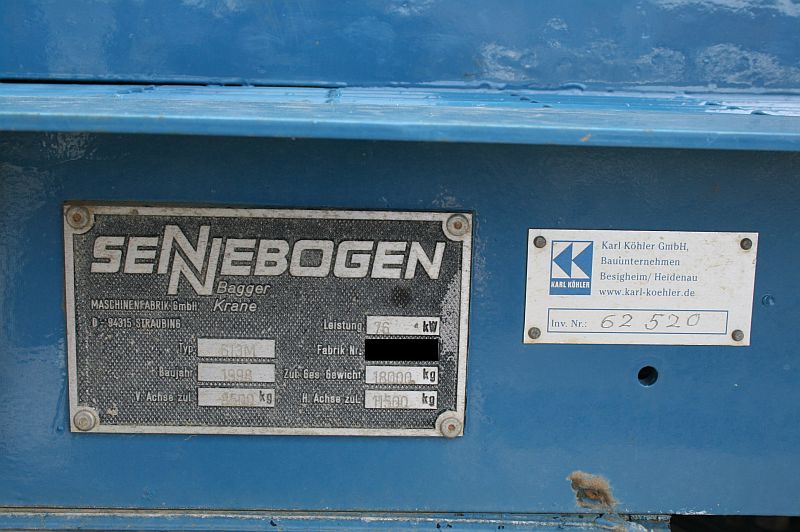 SENNEBOGEN
Bagger
Krane
MASCHINENFABRIK GmbH
D-94315 STRAUBING
Leistung 76 kW
Typ 613M
Fabrik Nr.
Baujahr 1998
Zul. Ges. Gewicht 18000 kg
V. Achse zul. 9500 kg
H. Achse zul. 11500 kg
KARL KÖHLER
Karl Köhler GmbH,
Bauunternehmen
Besigheim/Heidenau
www.karl-koehler.de
Inv. Nr.: 62 520